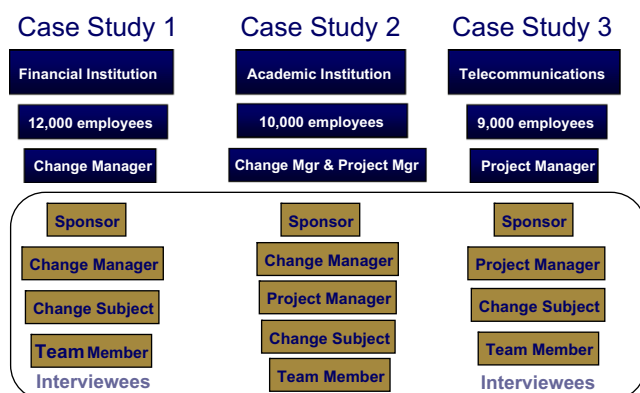 Case Study 1
Case Study 2
Case Study 3
Financial Institution
Academic Institution
Telecommunications
12,000 employees
10,000 employees
9,000 employees
Change Manager
Change Mgr & Project Mgr
Project Manager
Sponsor
Sponsor
Sponsor
Change Manager
Change Manager
Project Manager
Change Subject
Project Manager
Change Subject
Team Member
Change Subject
Team Member
Interviewees
Team Member
Interviewees